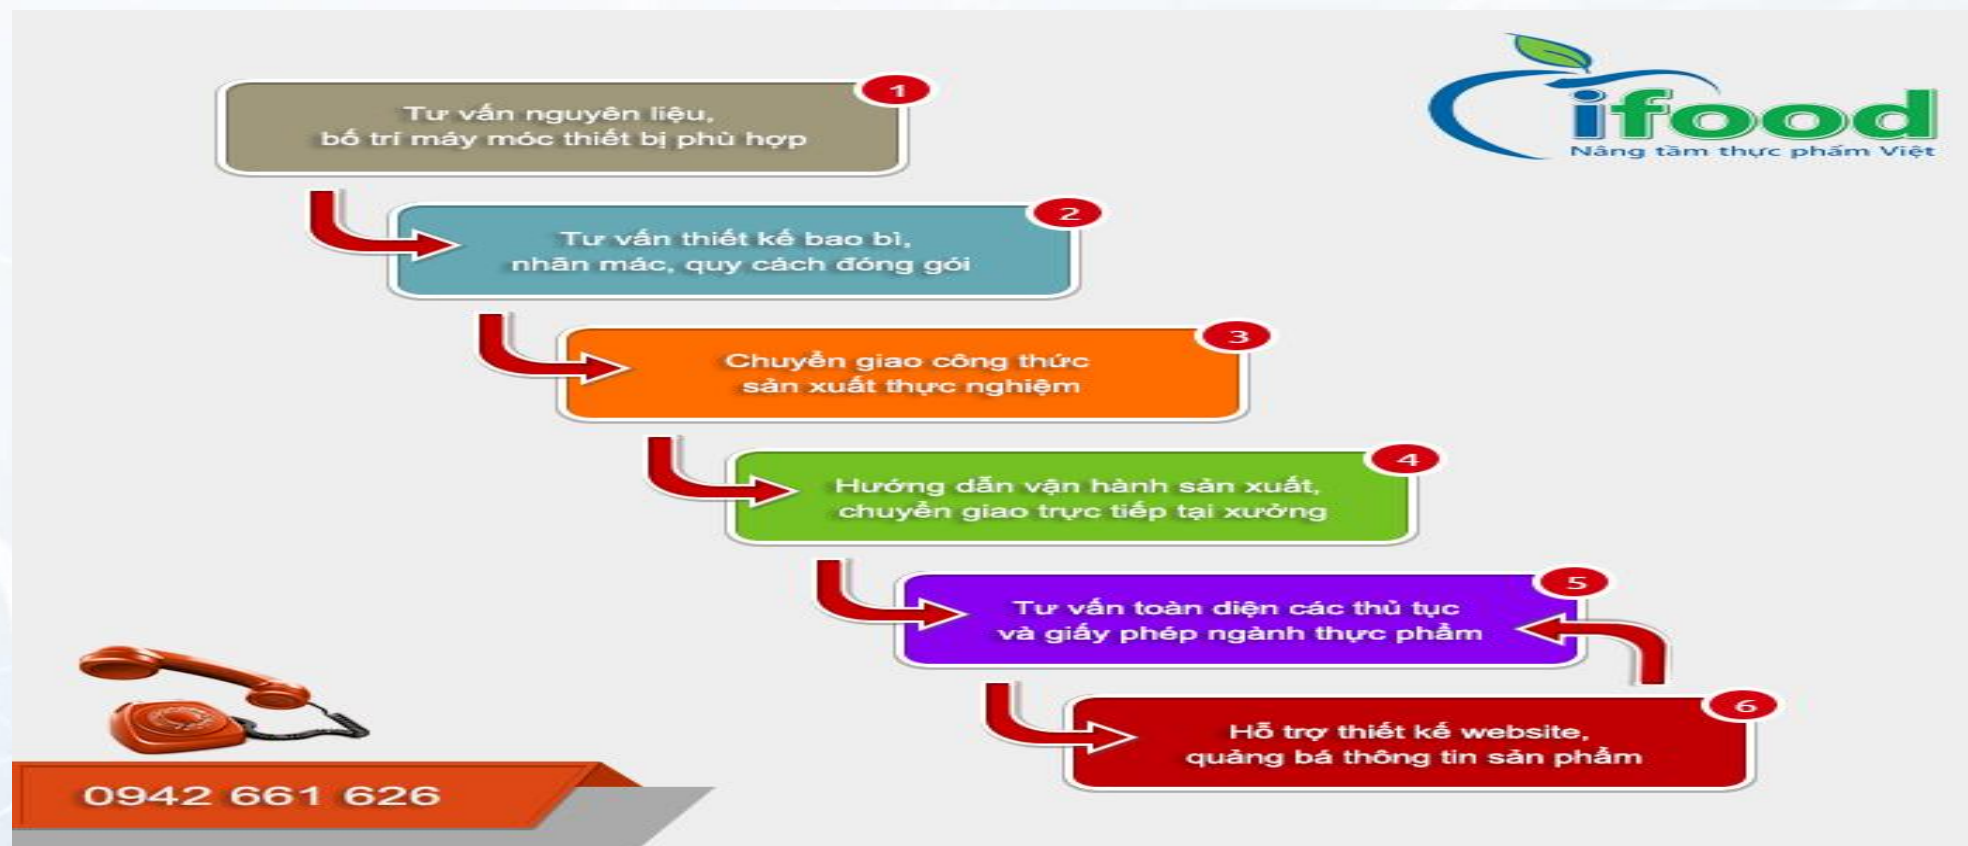 1
Tư vấn nguyên liệu,
bố trí máy móc thiết bị phù hợp
ifood
Nâng tầm thực phẩm Việt
2
Tư vấn thiết kế bao bì,
nhãn mác, quy cách đóng gói
3
Chuyển giao công thức
sản xuất thực nghiệm
4
Hướng dẫn vận hành sản xuất,
chuyển giao trực tiếp tại xưởng
5
Tư vấn toàn diện các thủ tục
và giấy phép ngành thực phẩm
6
Hỗ trợ thiết kế website,
quảng bá thông tin sản phẩm
0942 661 626